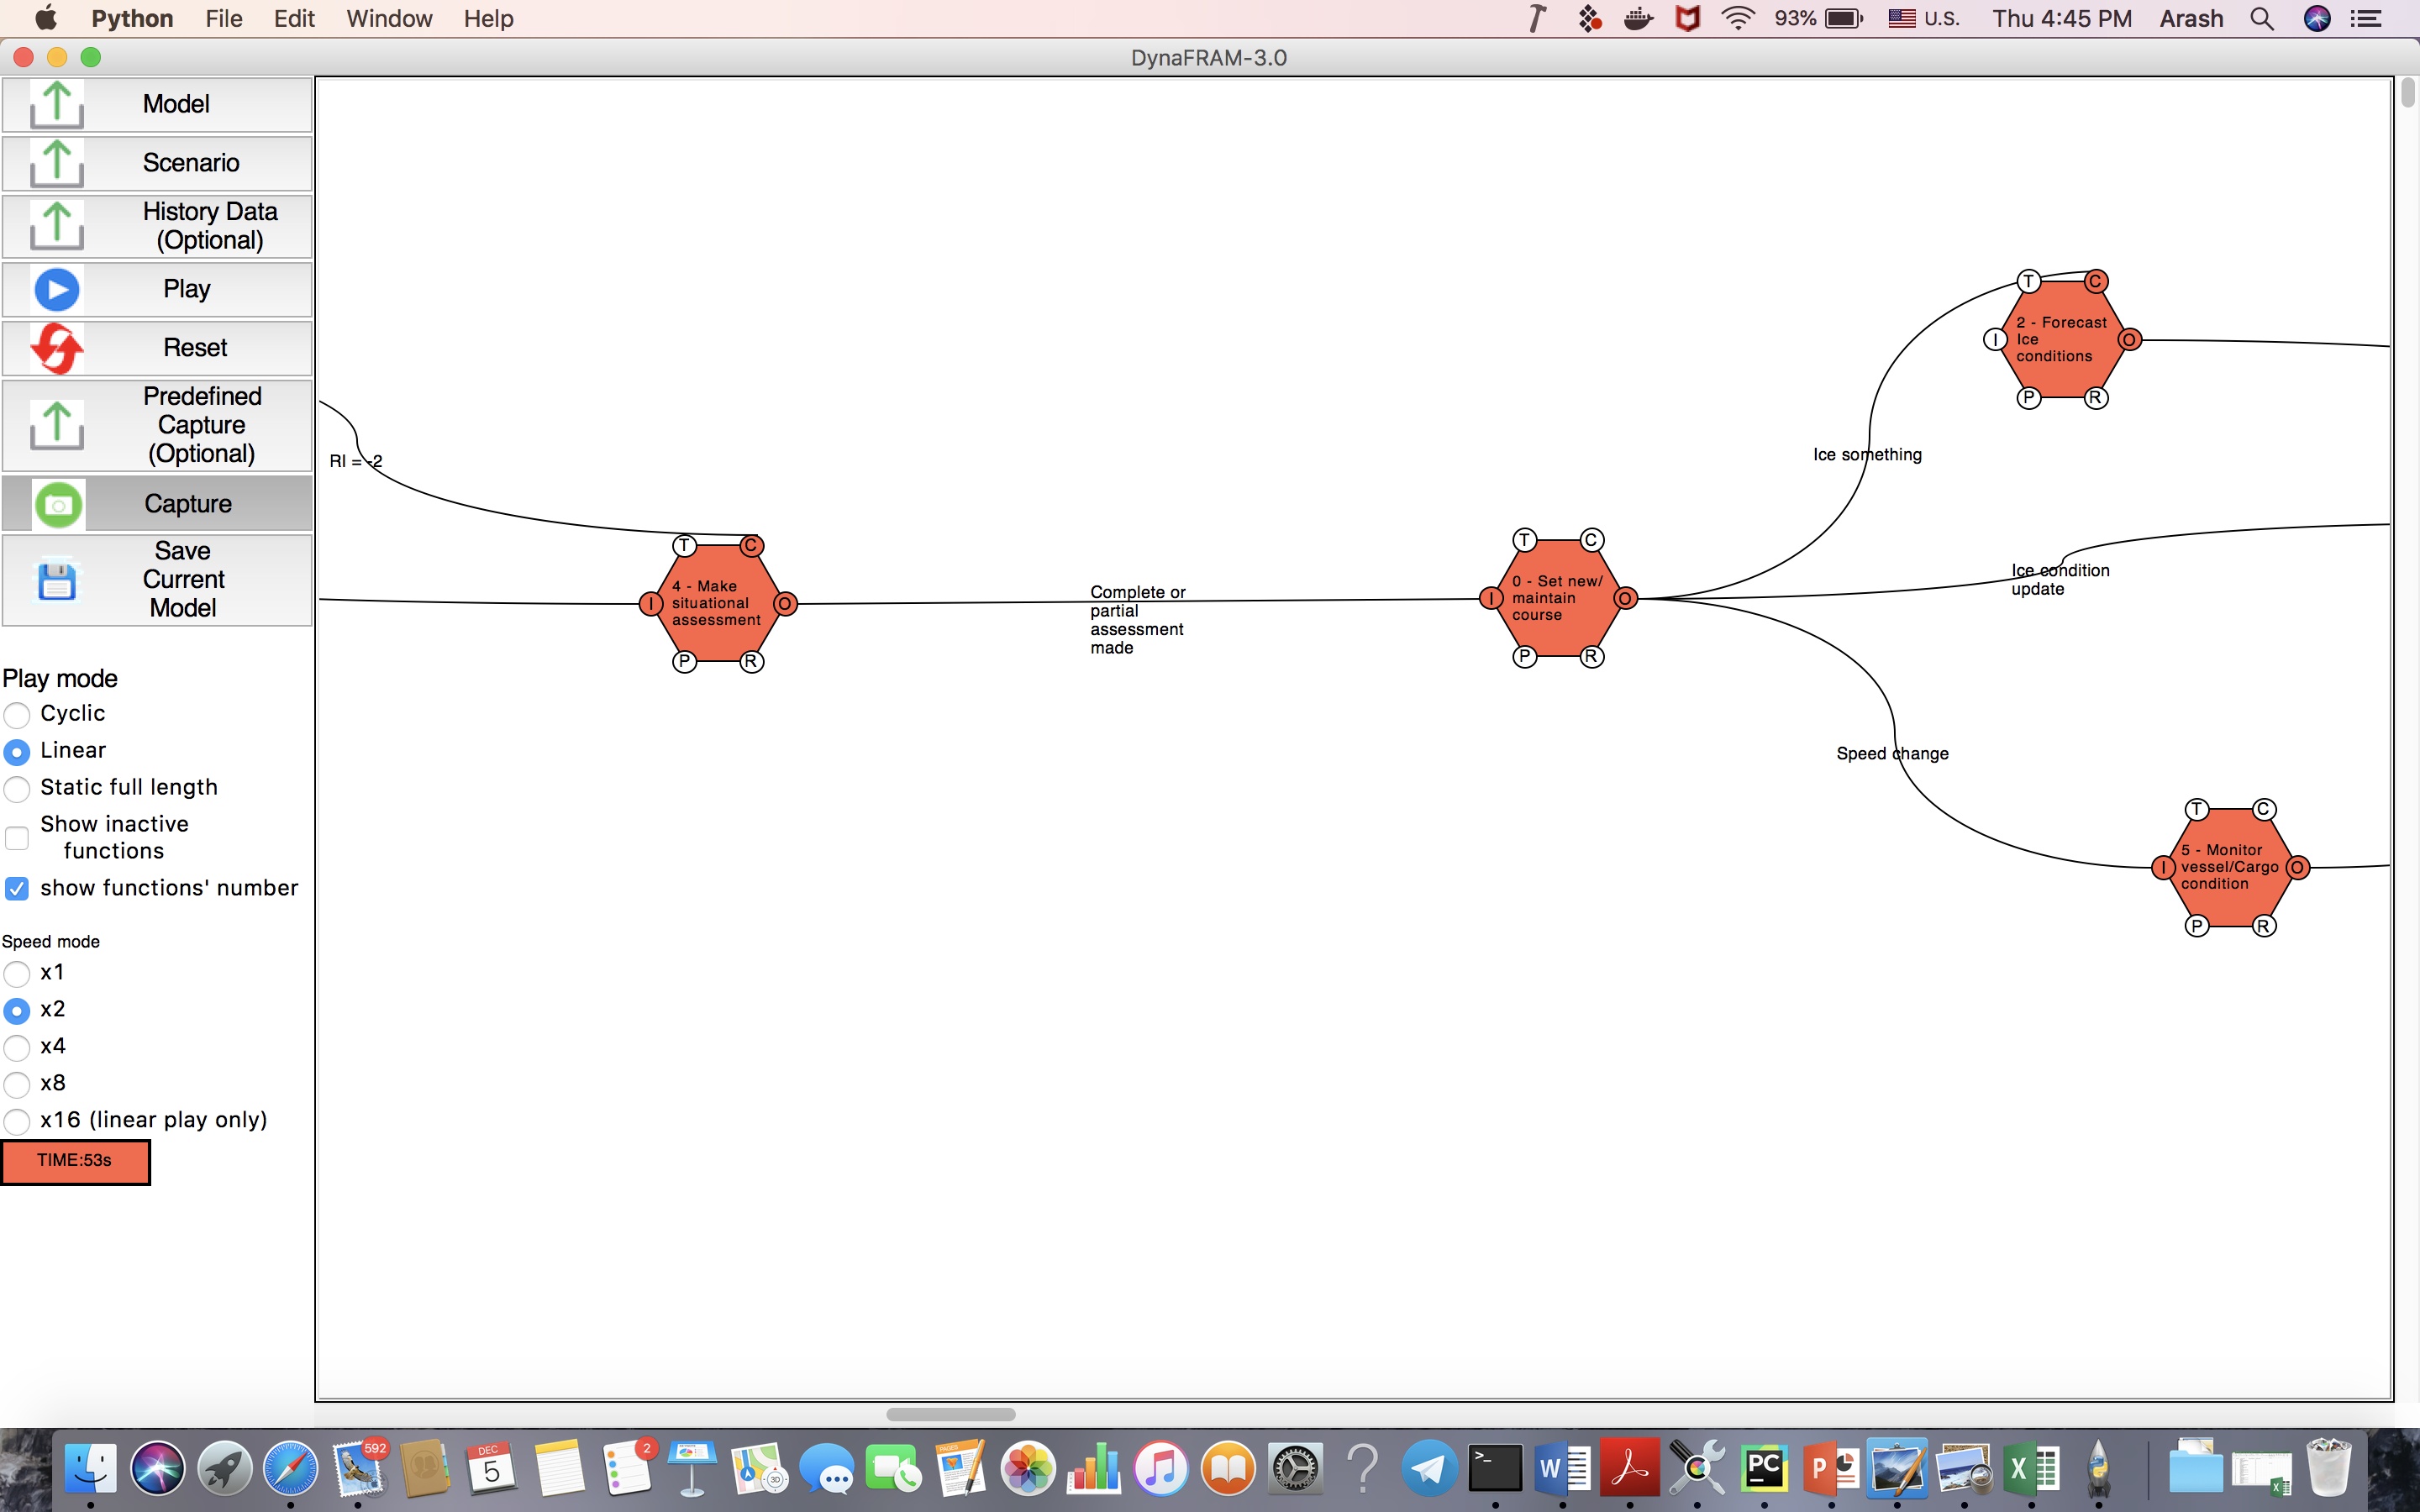 Python File Edit Window Help 93% U.S. Thu 4:45 PM Arash
DynaFRAM-3.0
Model
Scenario
History Data
(Optional)
Play
Reset
Predefined
Capture
(Optional)
Capture
Save
Current
Model
Play mode
Cyclic
Linear
Static full length
Show inactive
functions
show functions' number
Speed mode
x1
x2
x4
x8
x16 (linear play only)
TIME:53s
RI = -2
T C
4 - Make
I situational O
assessment
P R
Complete or
partial
assessment
made
T C
0 - Set new/
I maintain O
course
P R
Ice something
T C
2 - Forecast
I Ice O
conditions
P R
Ice condition
update
Speed change
T C
5 - Monitor
I vessel/Cargo O
condition
P R
592
DEC
5
2
PAGES
3D
>_
W
PC
P
X
X